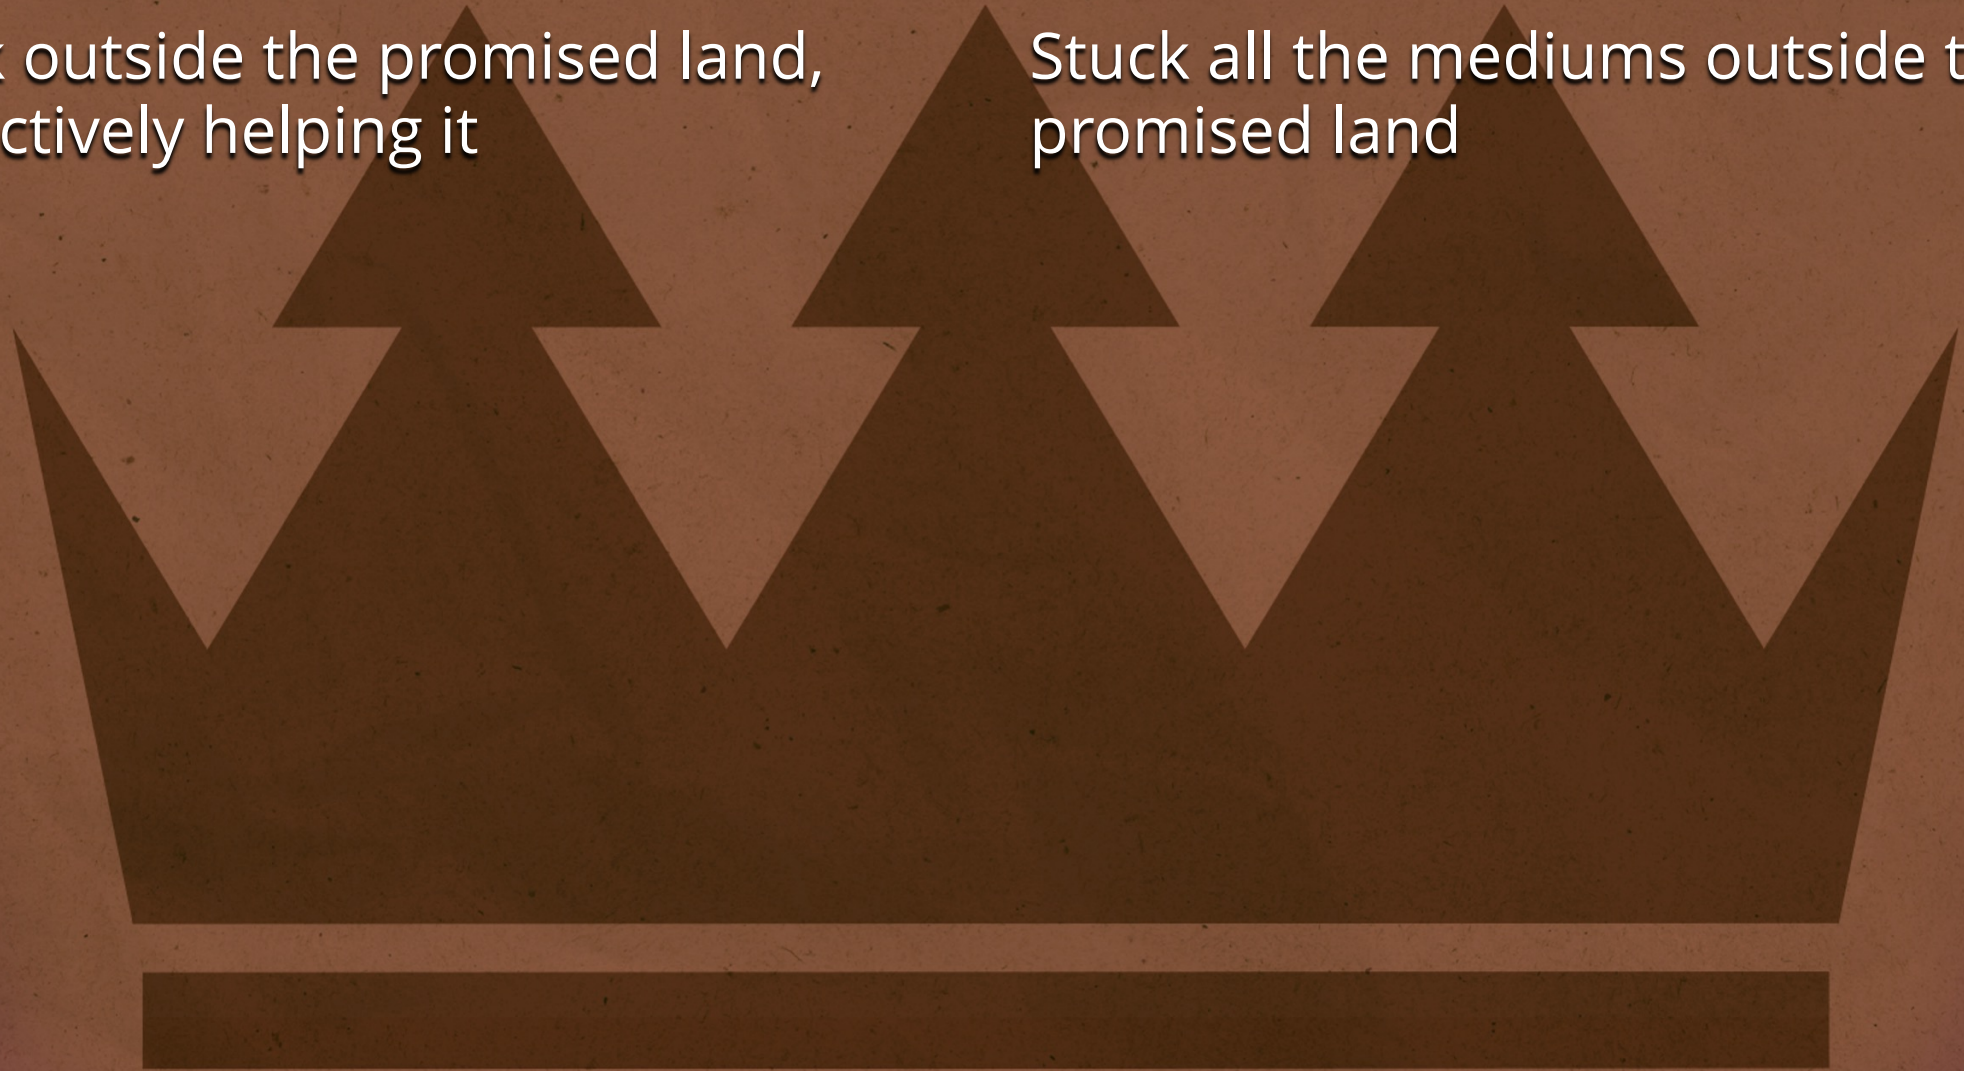 outside the promised land,
ctively helping it
Stuck all the mediums outside t
promised land